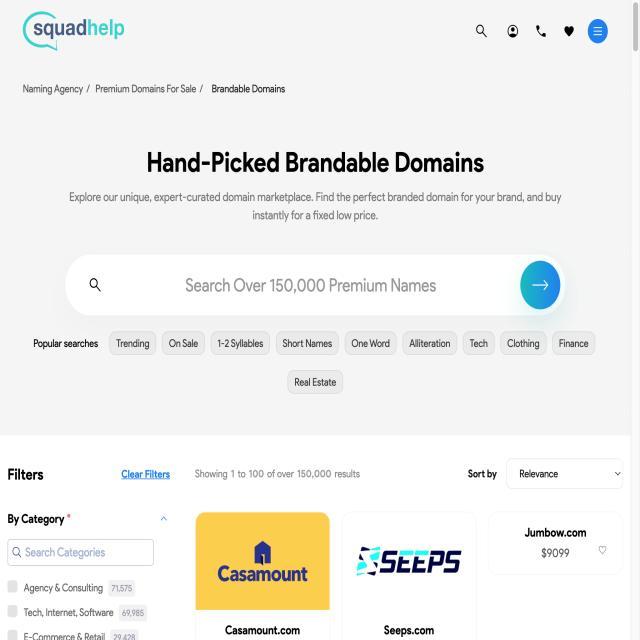 squadhelp
Naming Agency / Premium Domains For Sale / Brandable Domains
Hand-Picked Brandable Domains
Explore our unique, expert-curated domain marketplace. Find the perfect branded domain for your brand, and buy
instantly for a fixed low price.
Search Over 150,000 Premium Names
Popular searches Trending On Sale 1-2 Syllables Short Names One Word Alliteration Tech Clothing Finance
Real Estate
Filters Clear Filters Showing 1 to 100 of over 150,000 results Sort by Relevance
By Category *
Search Categories
Agency & Consulting 71,575
Tech, Internet, Software 69,985
E-Commerce & Retail 29,428
Casamount
Casamount.com
SEEPS
Seeps.com
Jumbow.com
$9099